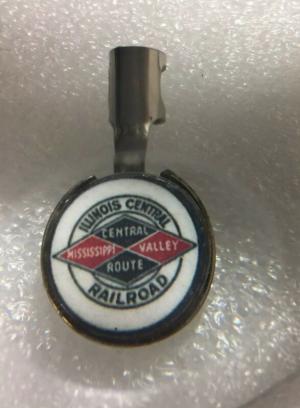 ILLINOIS CENTRAL
CENTRAL
MISSISSIPPI VALLEY
ROUTE
RAILROAD